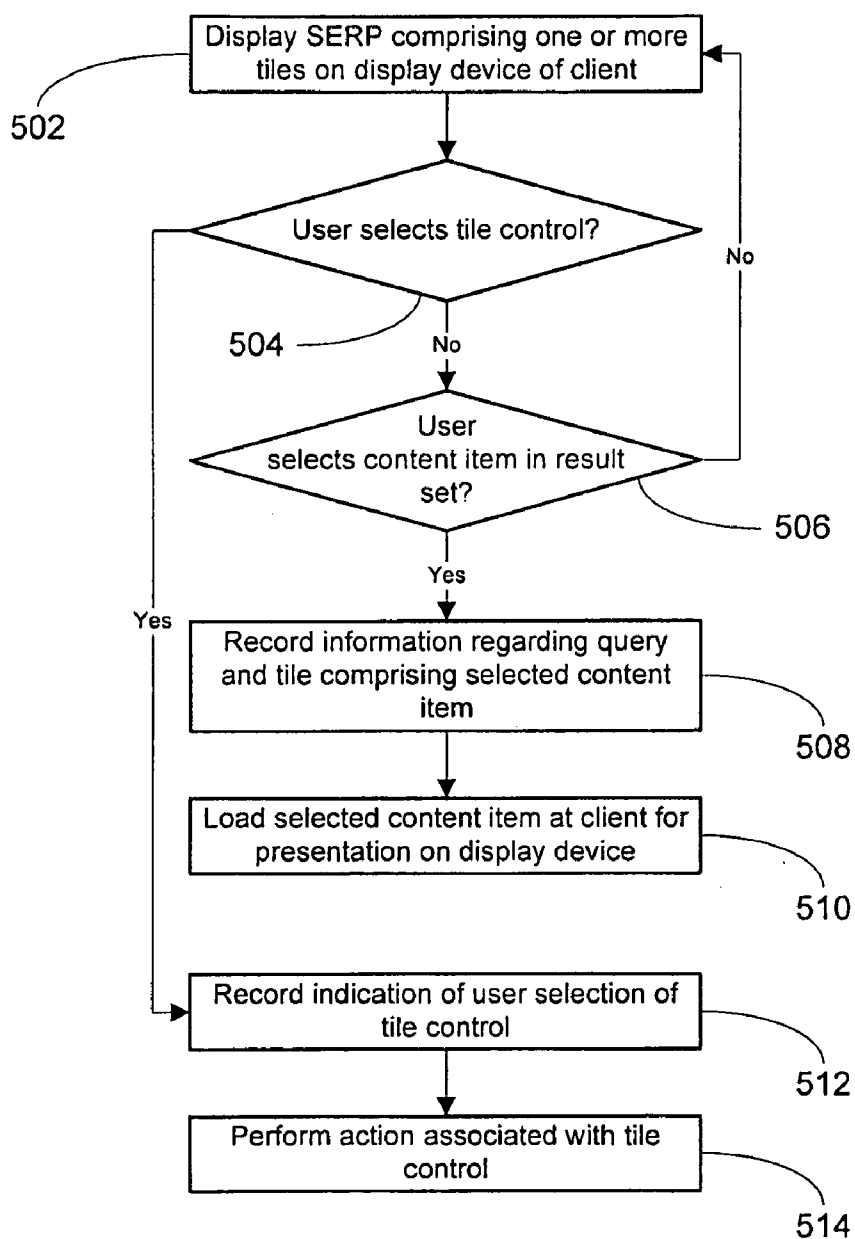 Display SERP comprising one or more
tiles on display device of client
502
User selects tile control?
No
504
No
User
selects content item in result
set?
506
Yes
Yes
Record information regarding query
and tile comprising selected content
item
508
Load selected content item at client for
presentation on display device
510
Record indication of user selection of
tile control
512
Perform action associated with tile
control
514